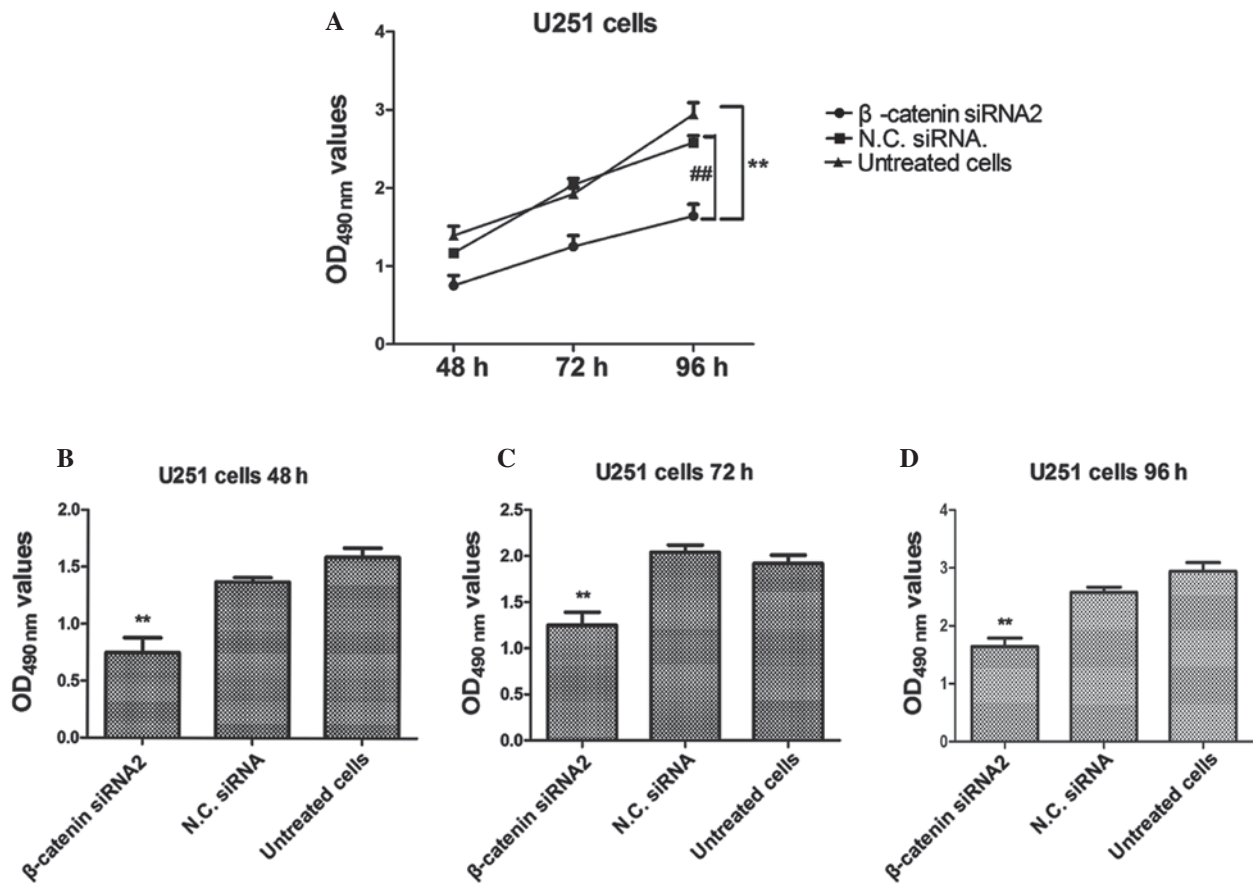 A
U251 cells
OD490 nm values
4
3
2
1
0
48 h
72 h
96 h
##
**
β -catenin siRNA2
N.C. siRNA.
Untreated cells
B
U251 cells 48 h
OD490 nm values
2.0
1.5
1.0
0.5
0.0
**
β-catenin siRNA2
N.C. siRNA
Untreated cells
C
U251 cells 72 h
OD490 nm values
2.5
2.0
1.5
1.0
0.5
0.0
**
β-catenin siRNA2
N.C. siRNA
Untreated cells
D
U251 cells 96 h
OD490 nm values
4
3
2
1
0
**
β-catenin siRNA2
N.C. siRNA
Untreated cells